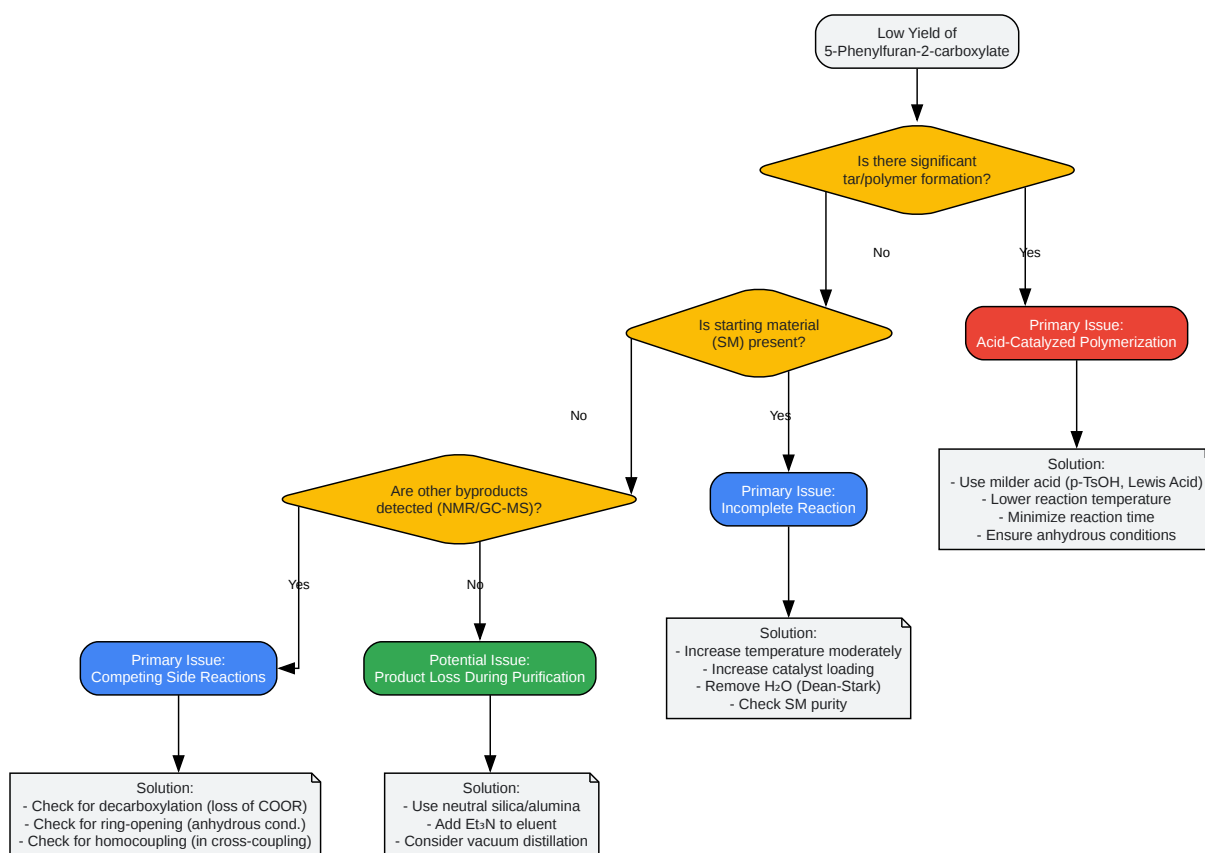 Low Yield of
5-Phenylfuran-2-carboxylate
Is there significant
tar/polymer formation?
No
Yes
Is starting material
(SM) present?
Primary Issue:
Acid-Catalyzed Polymerization
No
Yes
Solution:
- Use milder acid (p-TsOH, Lewis Acid)
- Lower reaction temperature
- Minimize reaction time
- Ensure anhydrous conditions
Are other byproducts
detected (NMR/GC-MS)?
Primary Issue:
Incomplete Reaction
Yes
No
Solution:
- Increase temperature moderately
- Increase catalyst loading
- Remove H₂O (Dean-Stark)
- Check SM purity
Primary Issue:
Competing Side Reactions
Potential Issue:
Product Loss During Purification
Solution:
- Check for decarboxylation (loss of COOR)
- Check for ring-opening (anhydrous cond.)
- Check for homocoupling (in cross-coupling)
Solution:
- Use neutral silica/alumina
- Add Et₃N to eluent
- Consider vacuum distillation